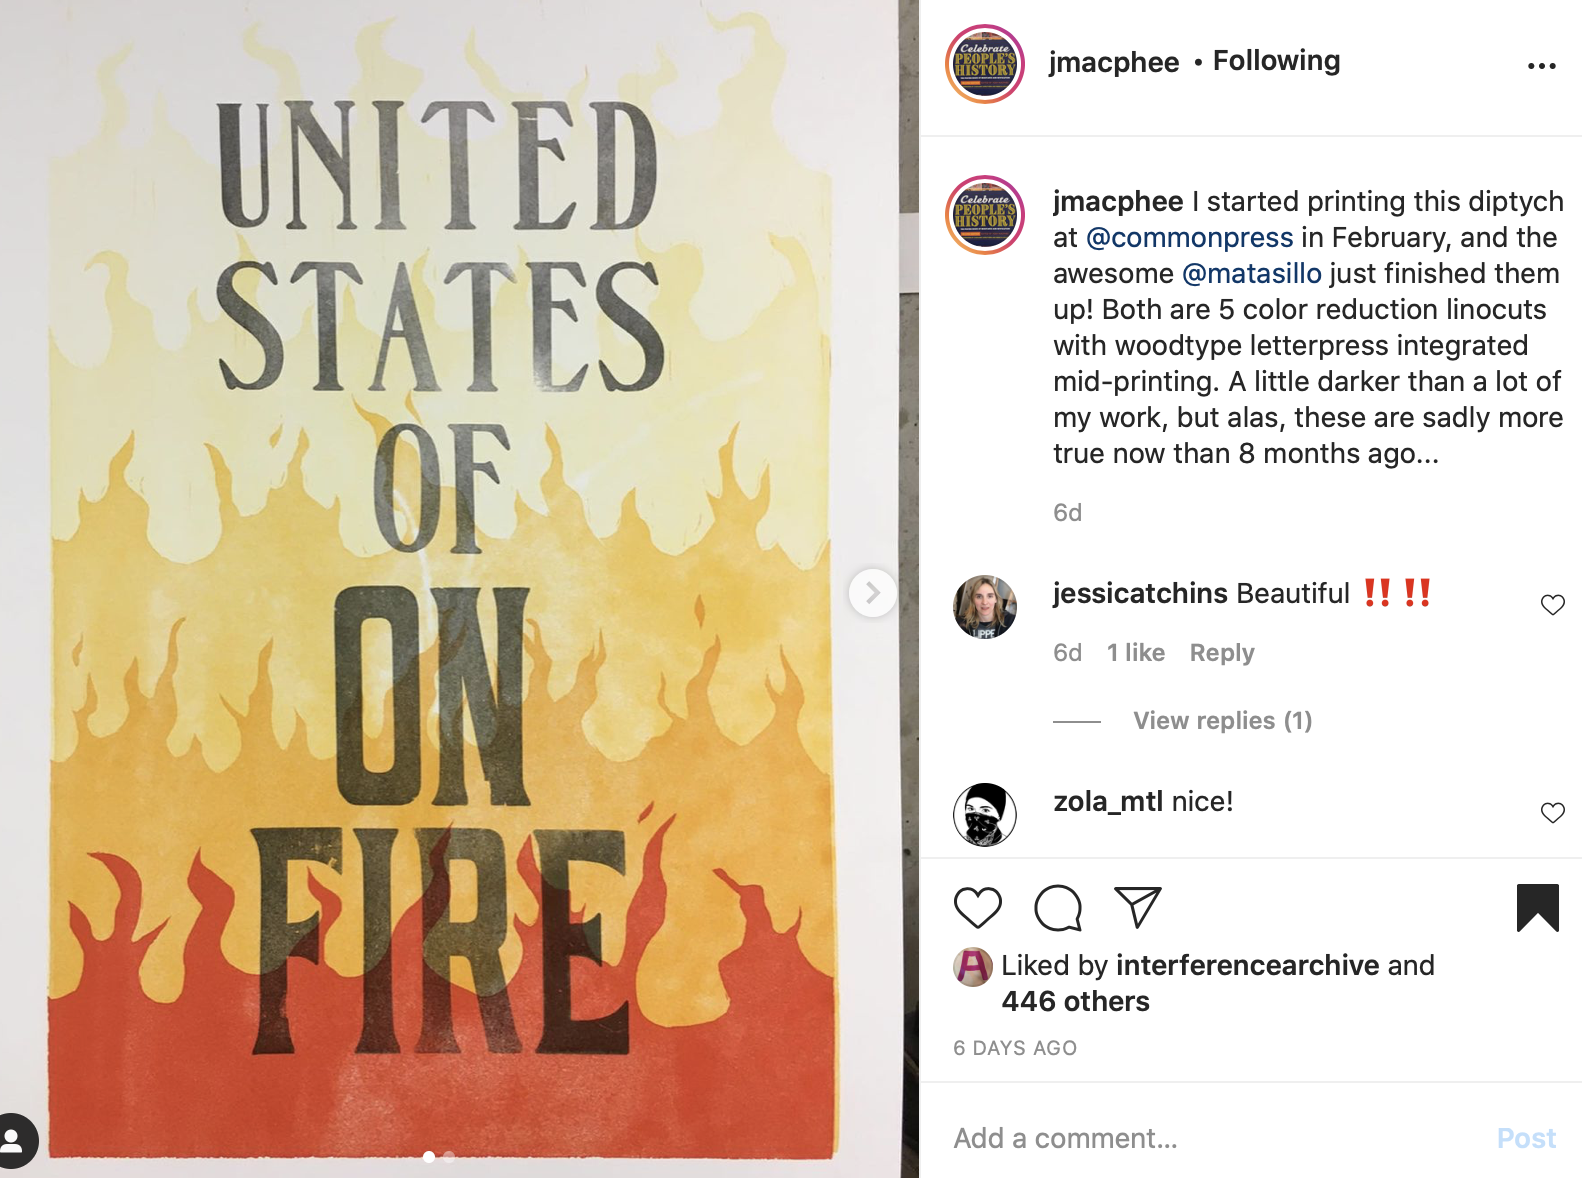 UNITED
STATES
OF
ON
FIRE
Celebrate
PEOPLE'S
HISTORY
jmacphee • Following
Celebrate
PEOPLE'S
HISTORY
jmacphee I started printing this diptych
at @commonpress in February, and the
awesome @matasillo just finished them
up! Both are 5 color reduction linocuts
with woodtype letterpress integrated
mid-printing. A little darker than a lot of
my work, but alas, these are sadly more
true now than 8 months ago...
6d
jessicatchins Beautiful ‼️ ‼️
6d 1 like Reply
View replies (1)
zola_mtl nice!
A Liked by interferencearchive and
446 others
6 DAYS AGO
Add a comment... Post